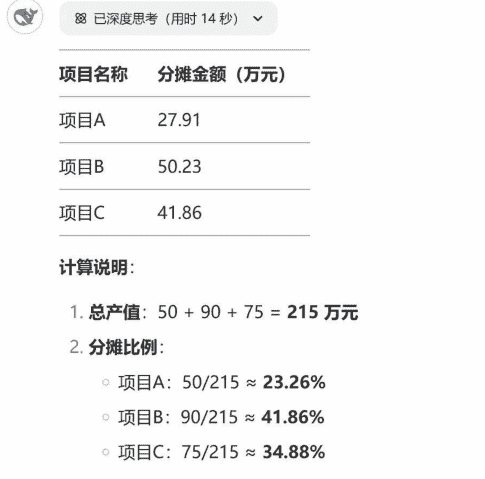 已深度思考（用时 14 秒）
项目名称 分摊金额（万元）
项目A 27.91
项目B 50.23
项目C 41.86
计算说明：
1. 总产值：50 + 90 + 75 = 215 万元
2. 分摊比例：
项目A：50/215 ≈ 23.26%
项目B：90/215 ≈ 41.86%
项目C：75/215 ≈ 34.88%